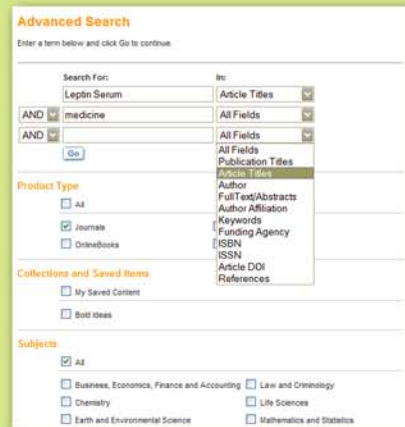 Advanced Search
Enter a term below and click Go to continue.
Search For: In:
Leptin Serum Article Titles
AND medicine All Fields
AND All Fields
Go
All Fields
Publication Titles
Article Titles
Author
FullText/Abstracts
Author Affiliation
Keywords
Funding Agency
ISBN
ISSN
Article DOI
References
Product Type
All
Journals
OnlineBooks
Collections and Saved Items
My Saved Content
Bold Ideas
Subjects
All
Business, Economics, Finance and Accounting Law and Criminology
Chemistry Life Sciences
Earth and Environmental Science Mathematics and Statistics